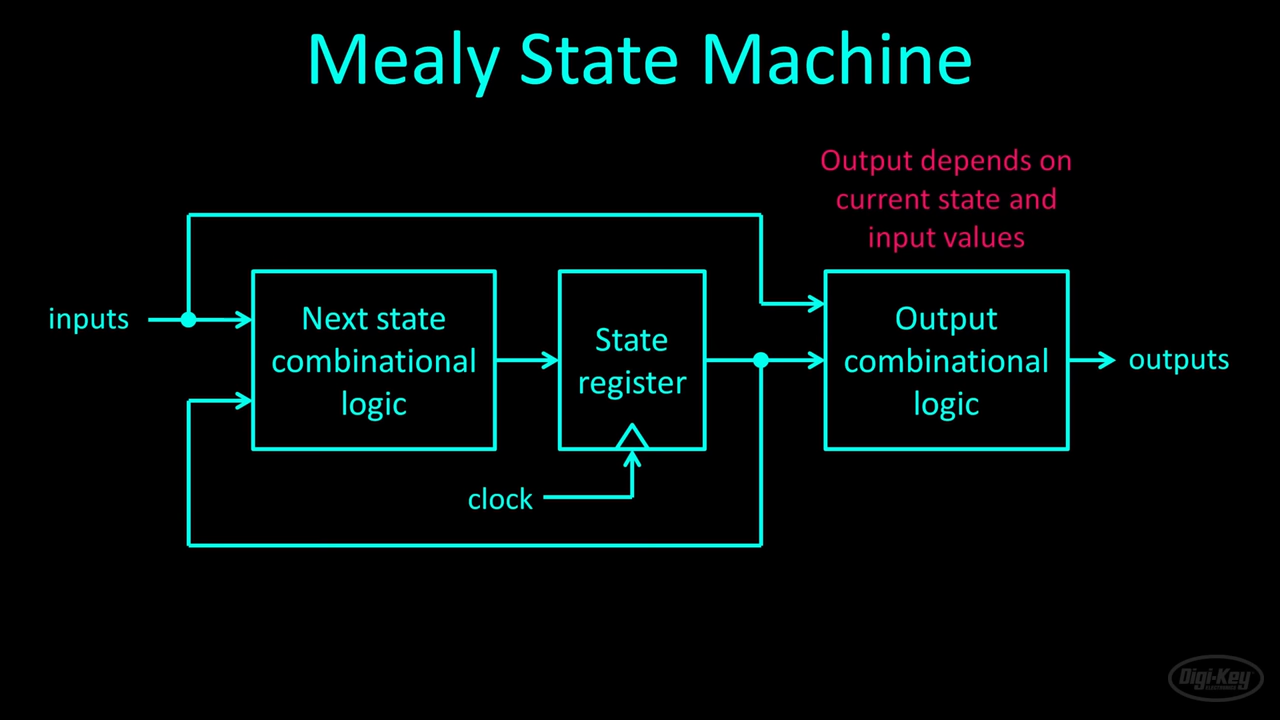 Mealy State Machine
Output depends on
current state and
input values
inputs
Next state
combinational
logic
State
register
Output
combinational
logic
outputs
clock
Digi-Key
ELECTRONICS